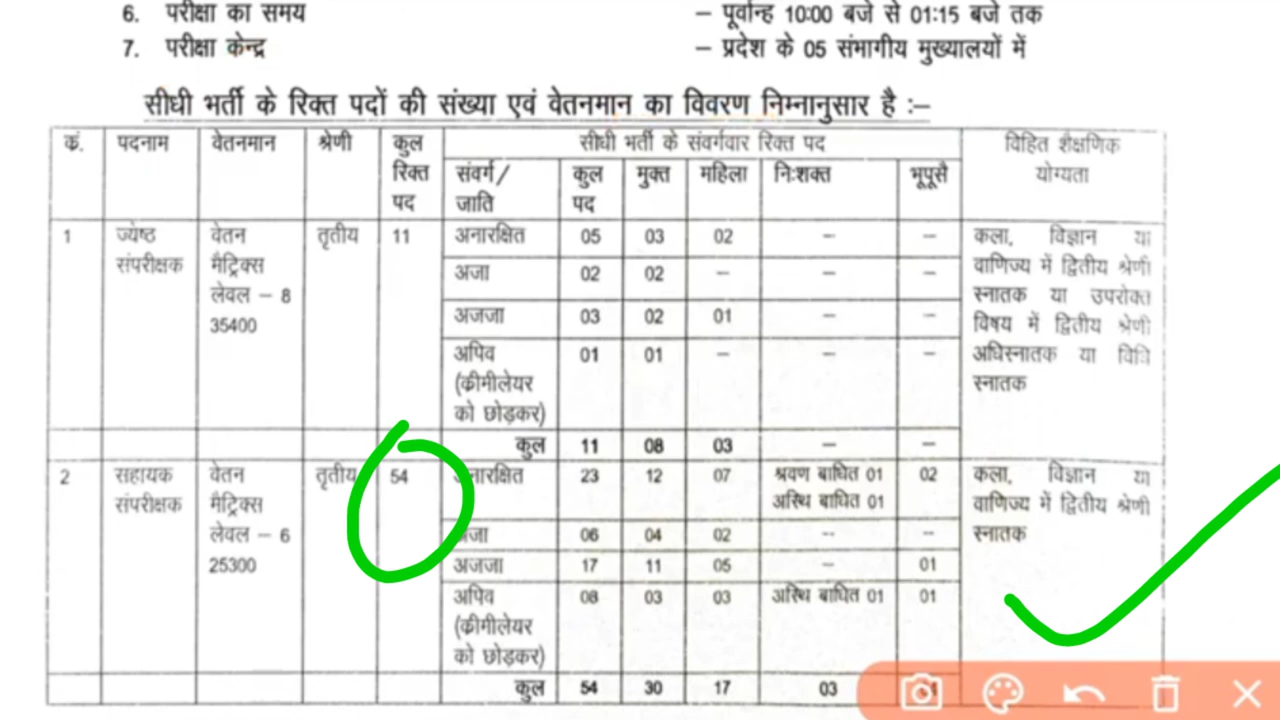 6. परीक्षा का समय – पूर्वान्ह 10:00 बजे से 01:15 बजे तक
7. परीक्षा केन्द्र – प्रदेश के 05 संभागीय मुख्यालयों में
सीधी भर्ती के रिक्त पदों की संख्या एवं वेतनमान का विवरण निम्नानुसार है :–
कं. पदनाम वेतनमान श्रेणी कुल रिक्त पद सीधी भर्ती के संवर्गवार रिक्त पद विहित शैक्षणिक योग्यता
संवर्ग/जाति कुल पद मुक्त महिला निःशक्त भूपूसै
1 ज्येष्ठ संपरीक्षक वेतन मैट्रिक्स लेवल – 8 35400 तृतीय 11 अनारक्षित 05 03 02 – – कला, विज्ञान या वाणिज्य में द्वितीय श्रेणी स्नातक या उपरोक्त विषय में द्वितीय श्रेणी अधिस्नातक या विधि स्नातक
अजा 02 02 – – –
अजजा 03 02 01 – –
अपिव (क्रीमीलेयर को छोड़कर) 01 01 – – –
कुल 11 08 03 – –
2 सहायक संपरीक्षक वेतन मैट्रिक्स लेवल – 6 25300 तृतीय 54 अनारक्षित 23 12 07 श्रवण बाधित 01 अस्थि बाधित 01 02 कला, विज्ञान या वाणिज्य में द्वितीय श्रेणी स्नातक
अजा 06 04 02 -- --
अजजा 17 11 05 – 01
अपिव (क्रीमीलेयर को छोड़कर) 08 03 03 अस्थि बाधित 01 01
कुल 54 30 17 03